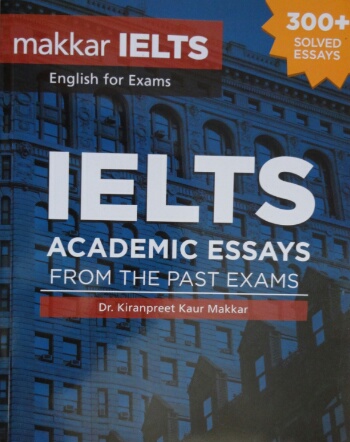 makkar IELTS
English for Exams
300+
SOLVED
ESSAYS
IELTS
ACADEMIC ESSAYS
FROM THE PAST EXAMS
Dr. Kiranpreet Kaur Makkar